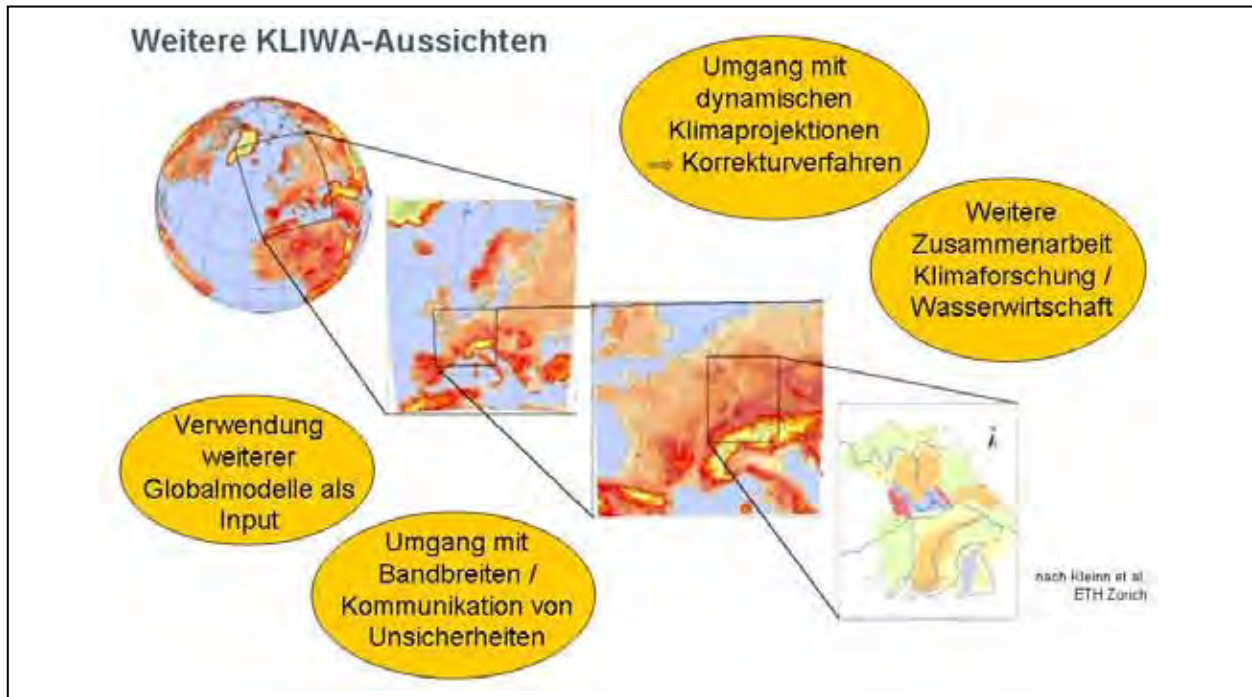 Weitere KLIWA-Aussichten
Umgang mit
dynamischen
Klimaprojektionen
⇒ Korrekturverfahren
Weitere
Zusammenarbeit
Klimaforschung /
Wasserwirtschaft
Verwendung
weiterer
Globalmodelle als
Input
Umgang mit
Bandbreiten /
Kommunikation von
Unsicherheiten
nach Kleinn et al.
ETH Zürich